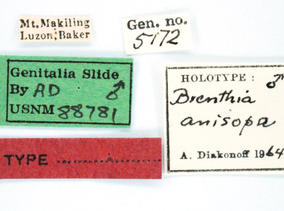 Mt. Makiling
Luzon, Baker
Gen. no.
5172
Genitalia Slide
By AD ♂
USNM 88781
TYPE
HOLOTYPE : ♂
Brenthia
anisopa
A. Diakonoff 1964